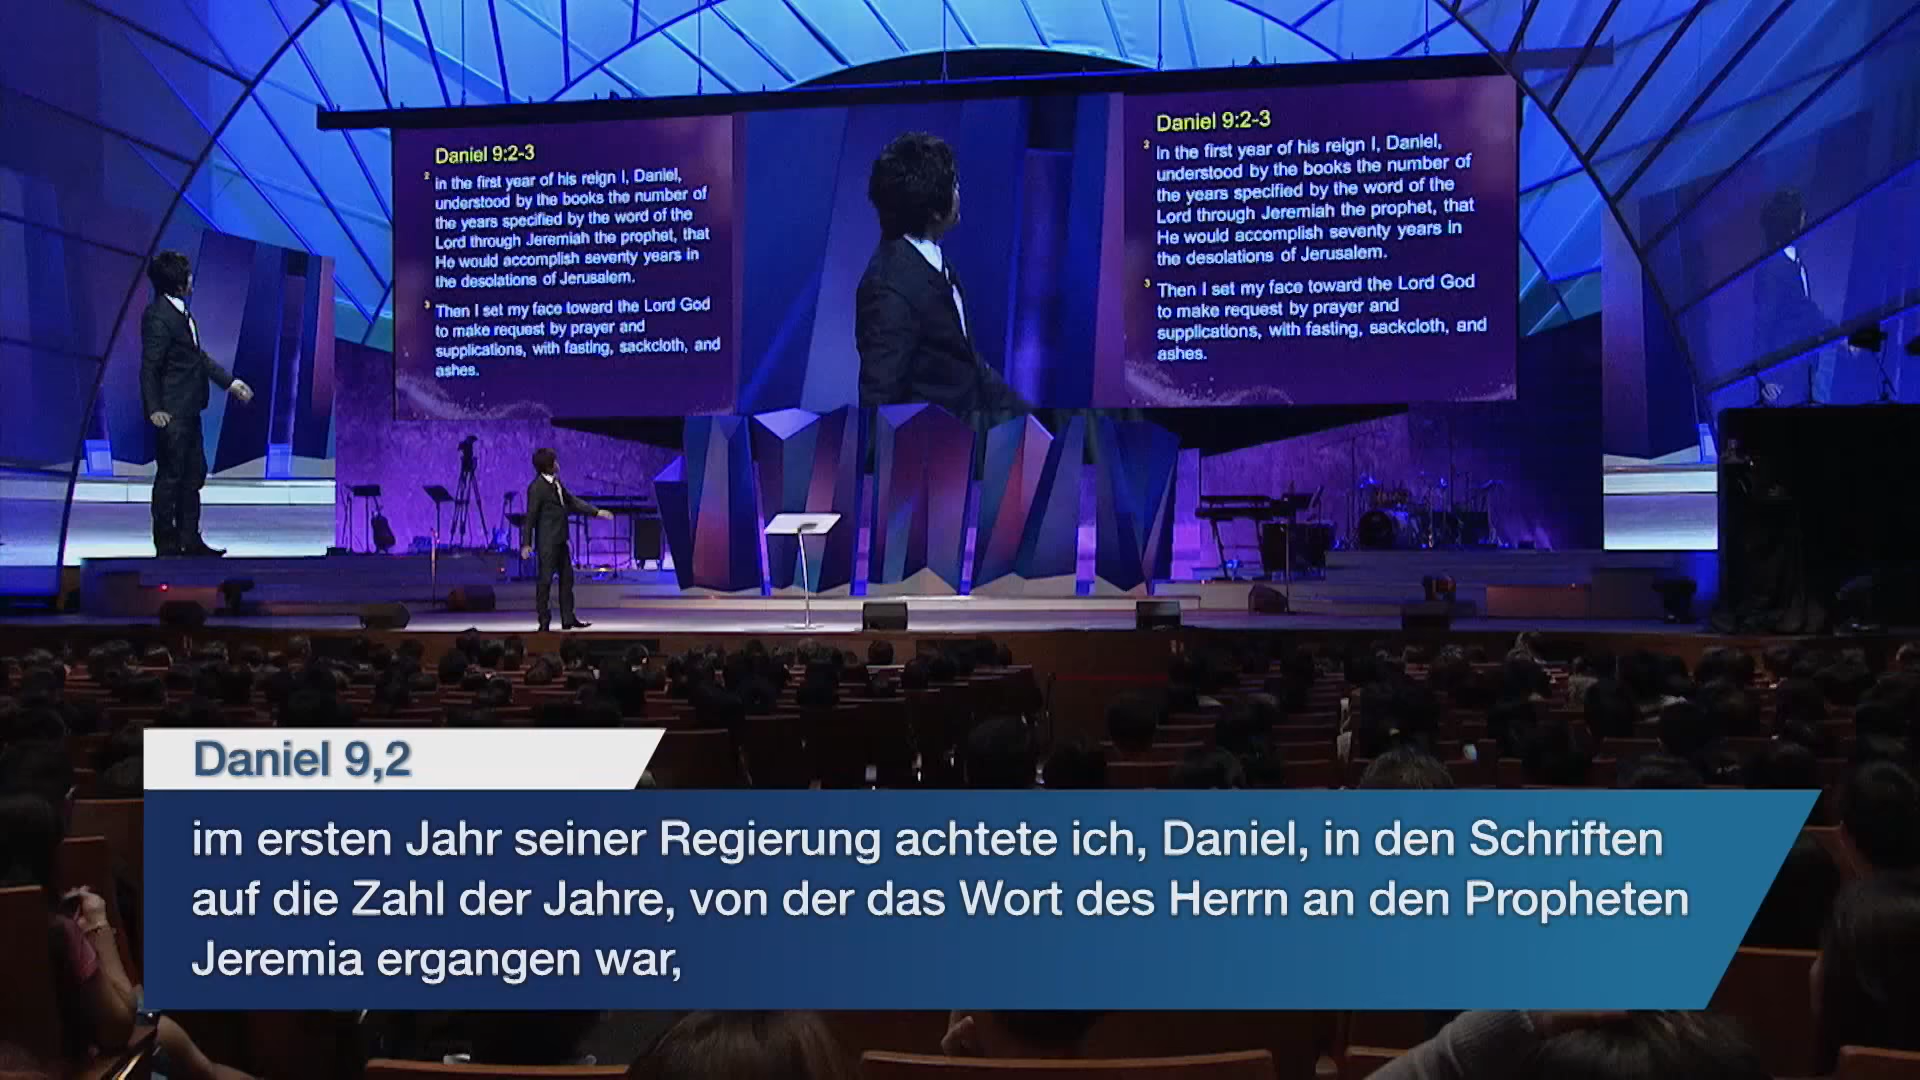 Daniel 9:2-3
2 In the first year of his reign I, Daniel,
understood by the books the number of
the years specified by the word of the
Lord through Jeremiah the prophet, that
He would accomplish seventy years in
the desolations of Jerusalem.
3 Then I set my face toward the Lord God
to make request by prayer and
supplications, with fasting, sackcloth, and
ashes.
Daniel 9:2-3
2 In the first year of his reign I, Daniel,
understood by the books the number of
the years specified by the word of the
Lord through Jeremiah the prophet, that
He would accomplish seventy years in
the desolations of Jerusalem.
3 Then I set my face toward the Lord God
to make request by prayer and
supplications, with fasting, sackcloth, and
ashes.
Daniel 9,2
im ersten Jahr seiner Regierung achtete ich, Daniel, in den Schriften
auf die Zahl der Jahre, von der das Wort des Herrn an den Propheten
Jeremia ergangen war,